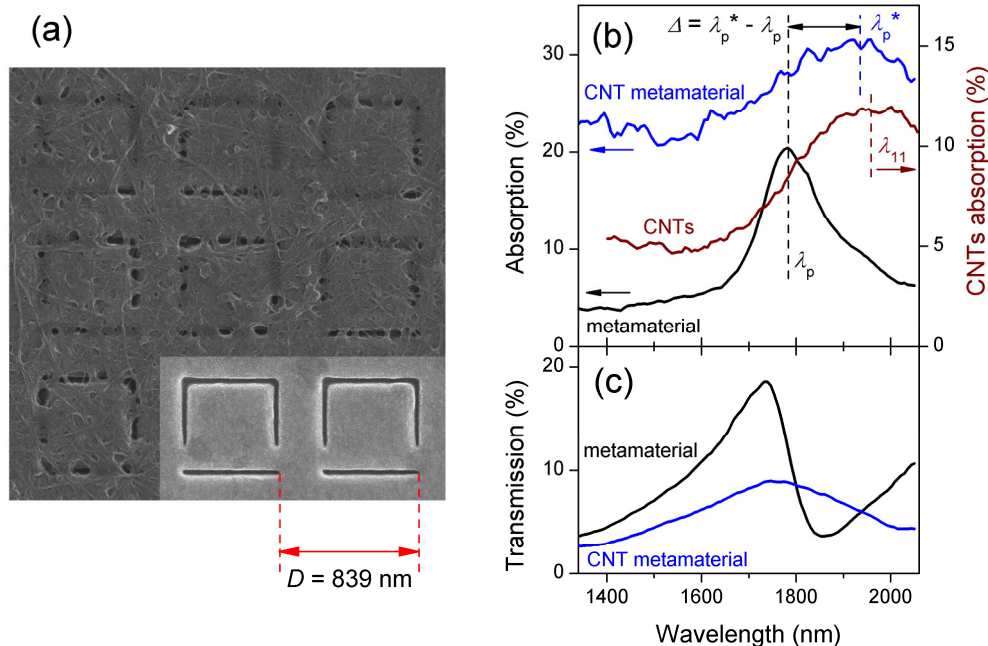 (a)
D = 839 nm
(b)
Δ = λp* - λp
λp*
CNT metamaterial
λ11
CNTs
λp
metamaterial
Absorption (%)
0
10
20
30
CNTs absorption (%)
0
5
10
15
(c)
metamaterial
CNT metamaterial
Transmission (%)
0
10
20
1400 1600 1800 2000
Wavelength (nm)